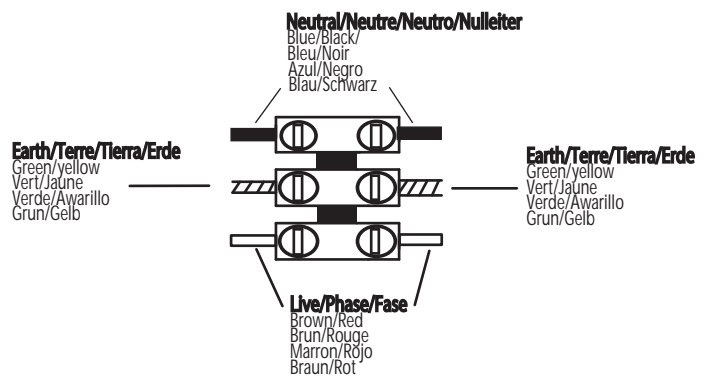 Neutral/Neutre/Neutro/Nulleiter
Blue/Black/
Bleu/Noir
Azul/Negro
Blau/Schwarz
Earth/Terre/Tierra/Erde
Green/yellow
Vert/Jaune
Verde/Awarillo
Grun/Gelb
Earth/Terre/Tierra/Erde
Green/yellow
Vert/Jaune
Verde/Awarillo
Grun/Gelb
Live/Phase/Fase
Brown/Red
Brun/Rouge
Marron/Rojo
Braun/Rot